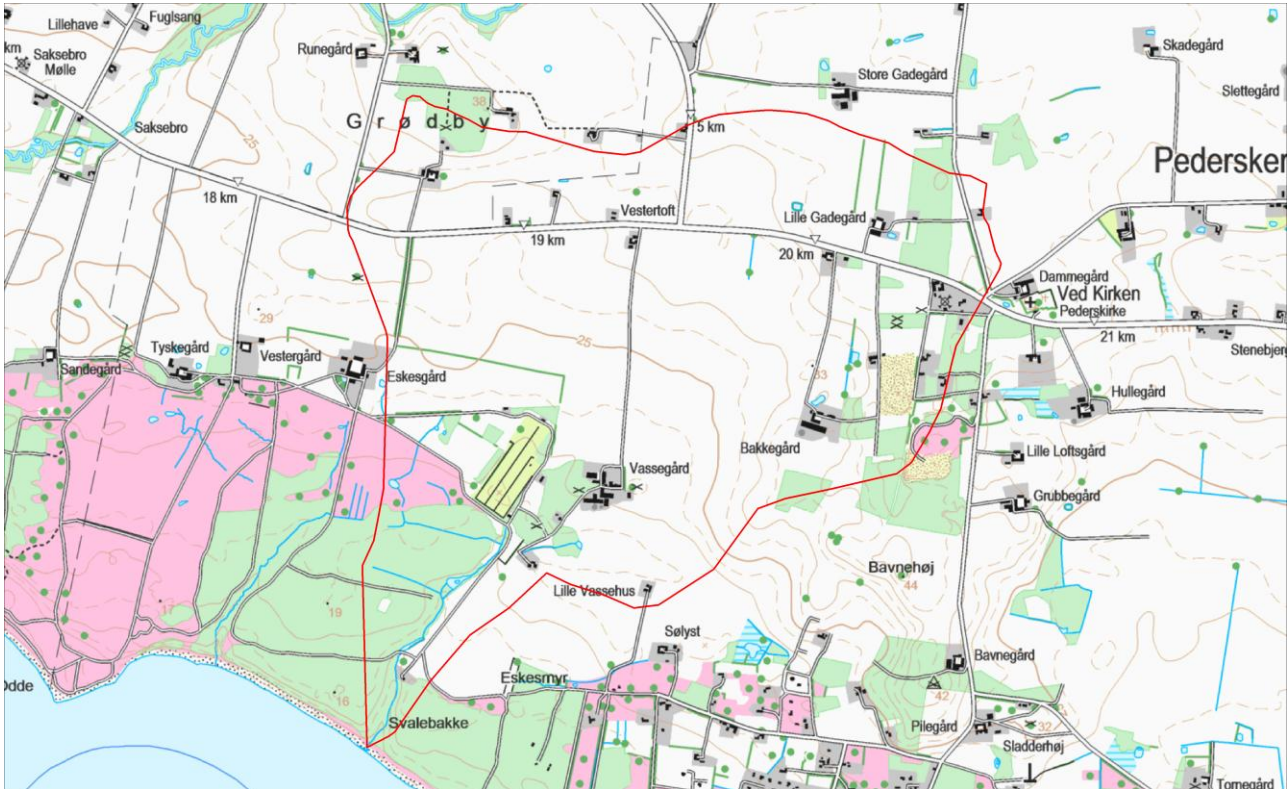 Lillehave
Fuglsang
km
Saksebro
Mølle
Runegård
Skadegård
Store Gadegård
Slettegård
38
Grødby
5 km
Saksebro
25
18 km
Pedersker
Vestertoft
Lille Gadegård
19 km
20 km
Dammegård
Ved Kirken
Pederskirke
29
21 km
25
Stenebjerg
Tyskegård
Vestergård
Sandegård
Eskesgård
33
Hullegård
Bakkegård
Lille Loftsgård
Vassegård
Grubbegård
Bavnehøj
44
Lille Vassehus
17
19
Sølyst
Bavnegård
Eskesmyr
Odde
42
16
Svalebakke
Pilegård
32
Sladderhøj
Tornegård